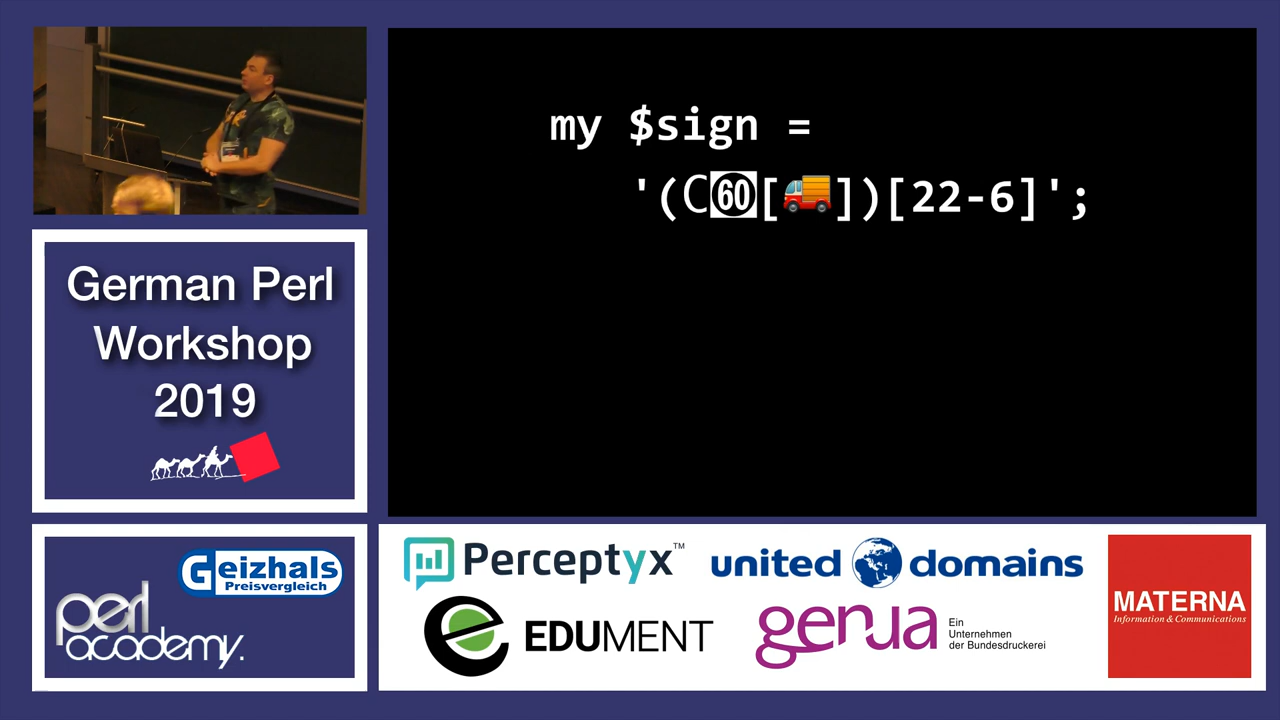 my $sign =
'(C60[🚚])[22-6]';
German Perl
Workshop
2019
Geizhals
Preisvergleich
perl
academy.
Perceptyx™
united domains
EDUMENT
genua
Ein
Unternehmen
der Bundesdruckerei
MATERNA
Information & Communications